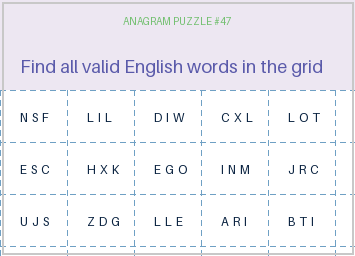 ANAGRAM PUZZLE #47
Find all valid English words in the grid
NSF LIL DIW CXL LOT
ESC HXK EGO INM JRC
UJS ZDG LLE ARI BTI